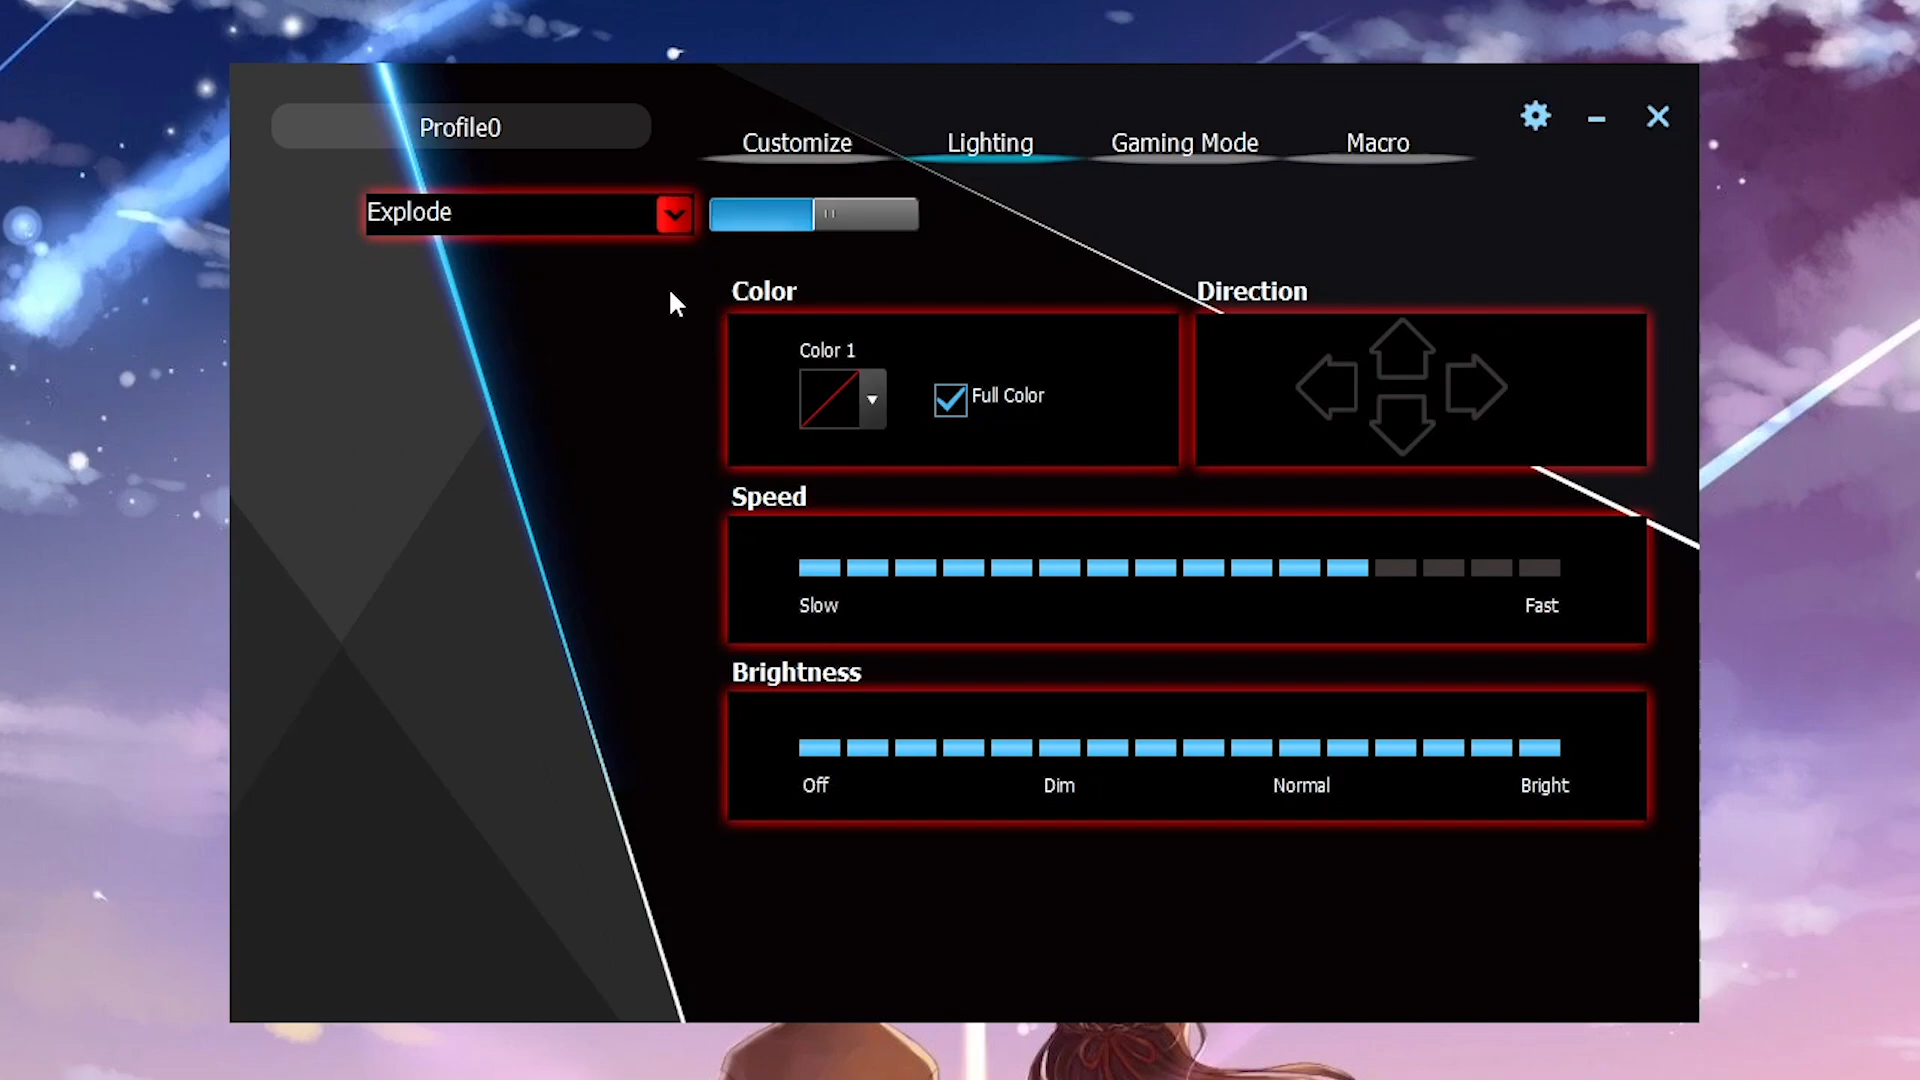 Profile0
Customize
Lighting
Gaming Mode
Macro
Explode
Color
Direction
Color 1
Full Color
Speed
Slow
Fast
Brightness
Off
Dim
Normal
Bright